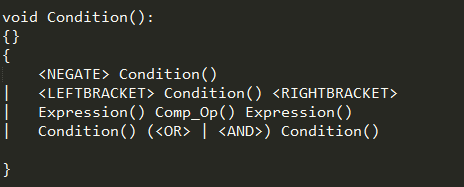 void Condition():
{}
{
    <NEGATE> Condition()
|   <LEFTBRACKET> Condition() <RIGHTBRACKET>
|   Expression() Comp_Op() Expression()
|   Condition() (<OR> | <AND>) Condition()
}